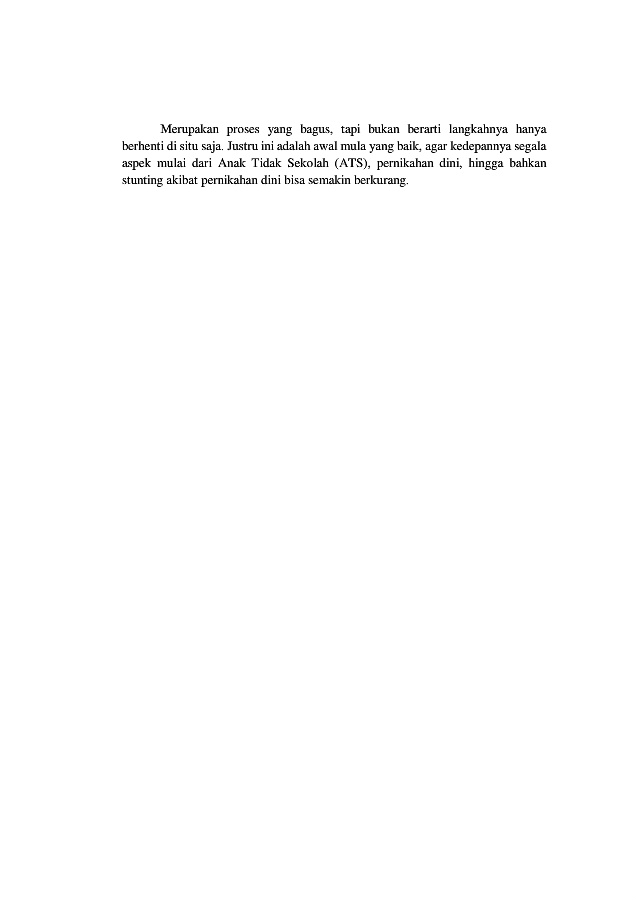 Merupakan proses yang bagus, tapi bukan berarti langkahnya hanya
berhenti di situ saja. Justru ini adalah awal mula yang baik, agar kedepannya segala
aspek mulai dari Anak Tidak Sekolah (ATS), pernikahan dini, hingga bahkan
stunting akibat pernikahan dini bisa semakin berkurang.